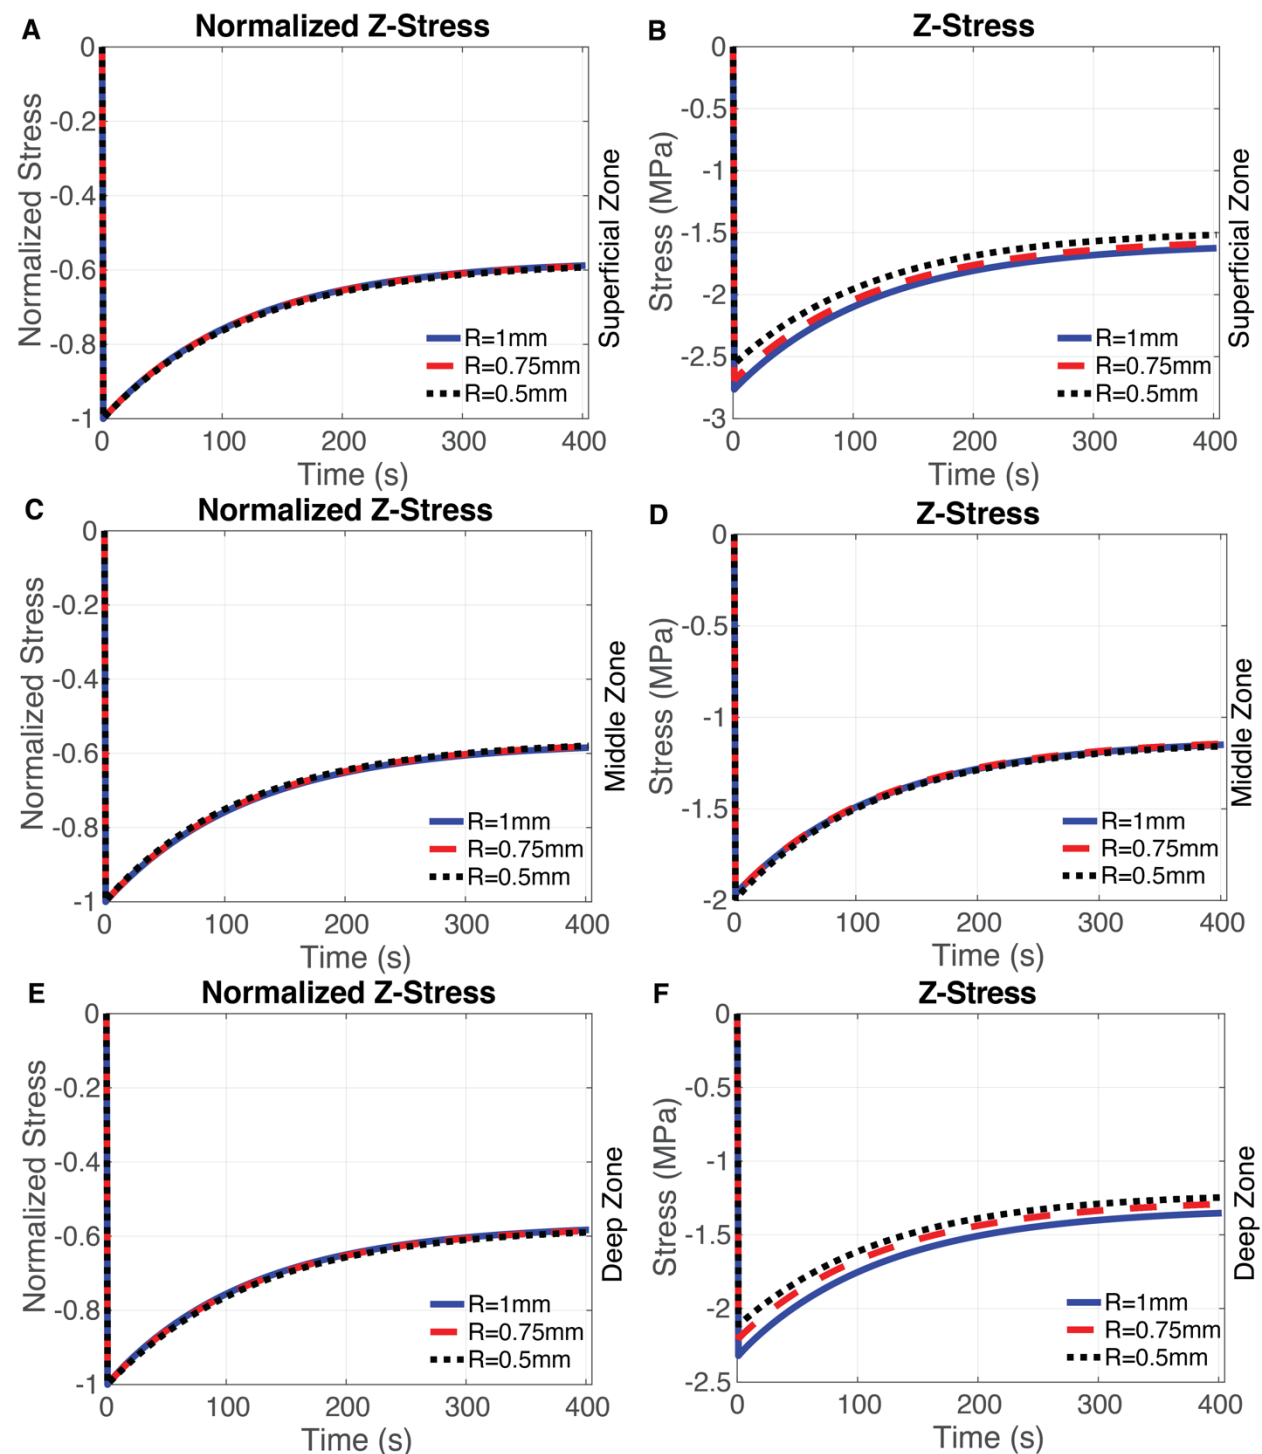 A
Normalized Z-Stress
0
-0.2
-0.4
-0.6
-0.8
-1
Normalized Stress
0
100
200
300
400
Time (s)
R=1mm
R=0.75mm
R=0.5mm
Superficial Zone
B
Z-Stress
0
-0.5
-1
-1.5
-2
-2.5
-3
Stress (MPa)
0
100
200
300
400
Time (s)
R=1mm
R=0.75mm
R=0.5mm
Superficial Zone
C
Normalized Z-Stress
0
-0.2
-0.4
-0.6
-0.8
-1
Normalized Stress
0
100
200
300
400
Time (s)
R=1mm
R=0.75mm
R=0.5mm
Middle Zone
D
Z-Stress
0
-0.5
-1
-1.5
-2
Stress (MPa)
0
100
200
300
400
Time (s)
R=1mm
R=0.75mm
R=0.5mm
Middle Zone
E
Normalized Z-Stress
0
-0.2
-0.4
-0.6
-0.8
-1
Normalized Stress
0
100
200
300
400
Time (s)
R=1mm
R=0.75mm
R=0.5mm
Deep Zone
F
Z-Stress
0
-0.5
-1
-1.5
-2
-2.5
Stress (MPa)
0
100
200
300
400
Time (s)
R=1mm
R=0.75mm
R=0.5mm
Deep Zone